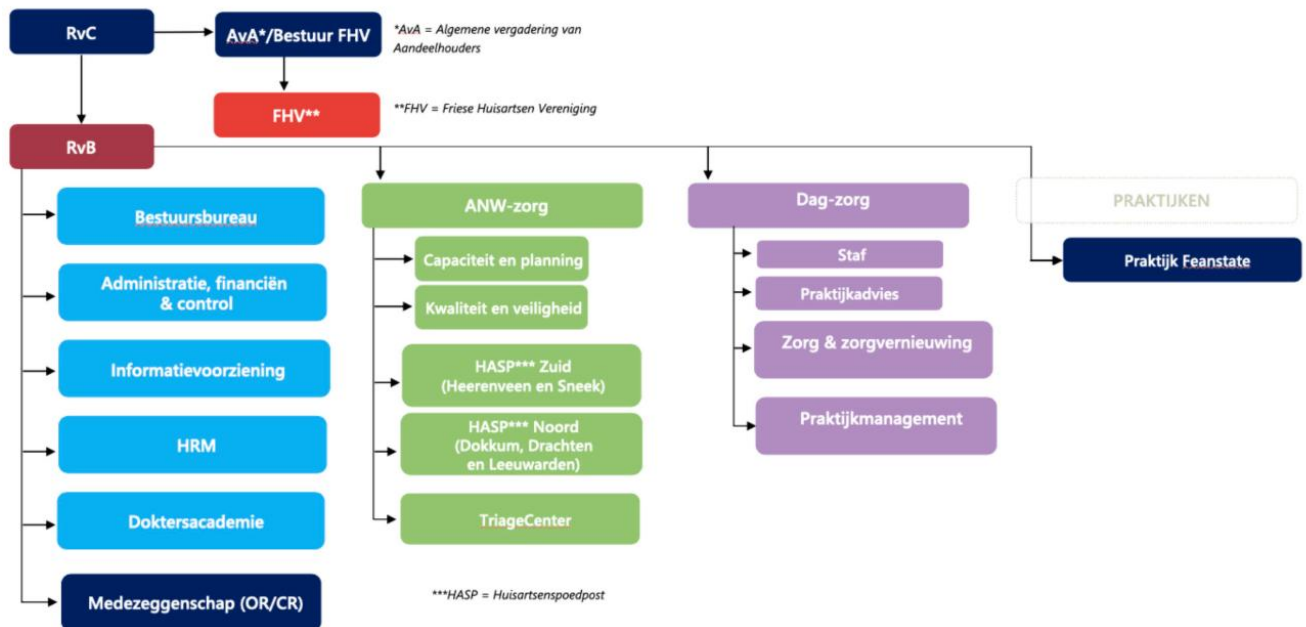 RvC
AvA*/Bestuur FHV
*AvA = Algemene vergadering van
Aandeelhouders
FHV**
**FHV = Friese Huisartsen Vereniging
RvB
Bestuursbureau
Administratie, financiën
& control
Informatievoorziening
HRM
Doktersacademie
Medezeggenschap (OR/CR)
ANW-zorg
Capaciteit en planning
Kwaliteit en veiligheid
HASP*** Zuid
(Heerenveen en Sneek)
HASP*** Noord
(Dokkum, Drachten
en Leeuwarden)
TriageCenter
***HASP = Huisartsenspoedpost
Dag-zorg
Staf
Praktijkadvies
Zorg & zorgvernieuwing
Praktijkmanagement
PRAKTIJKEN
Praktijk Feanstate